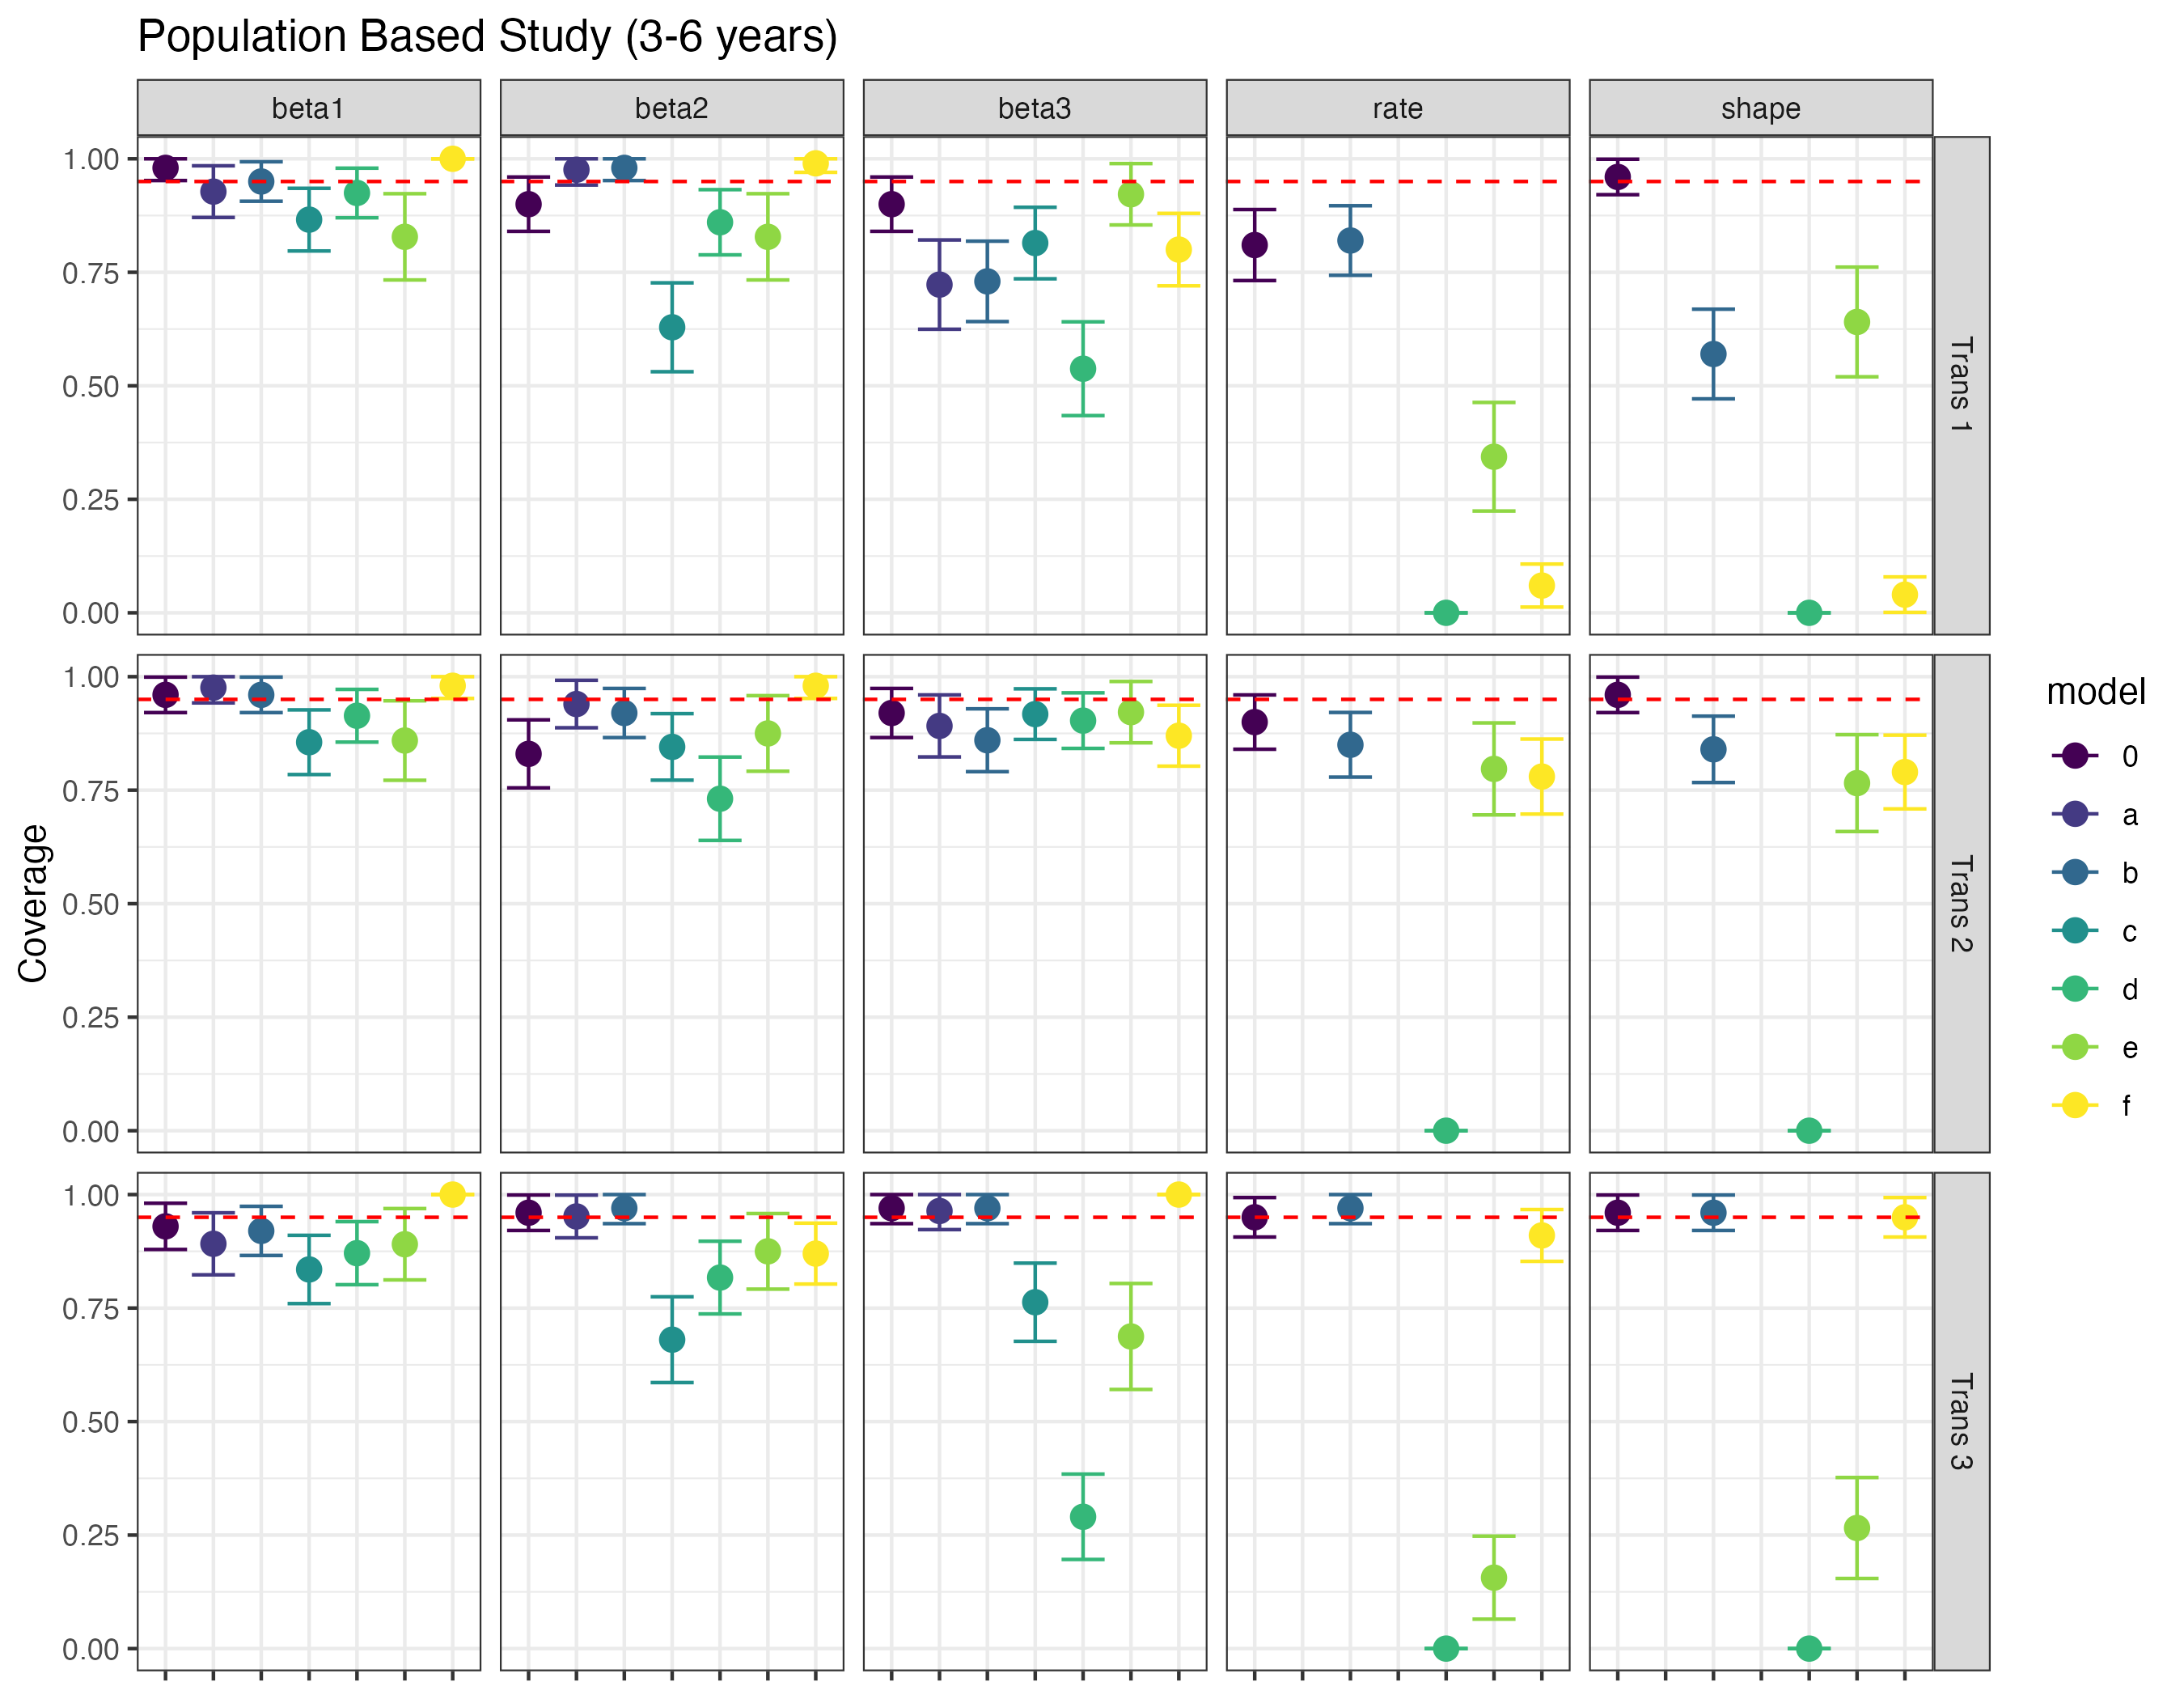 Population Based Study (3-6 years)
beta1 beta2 beta3 rate shape
1.00
0.75
0.50
0.25
0.00
Trans 1
1.00
0.75
0.50
0.25
0.00
Trans 2
1.00
0.75
0.50
0.25
0.00
Trans 3
Coverage
model
0
a
b
c
d
e
f